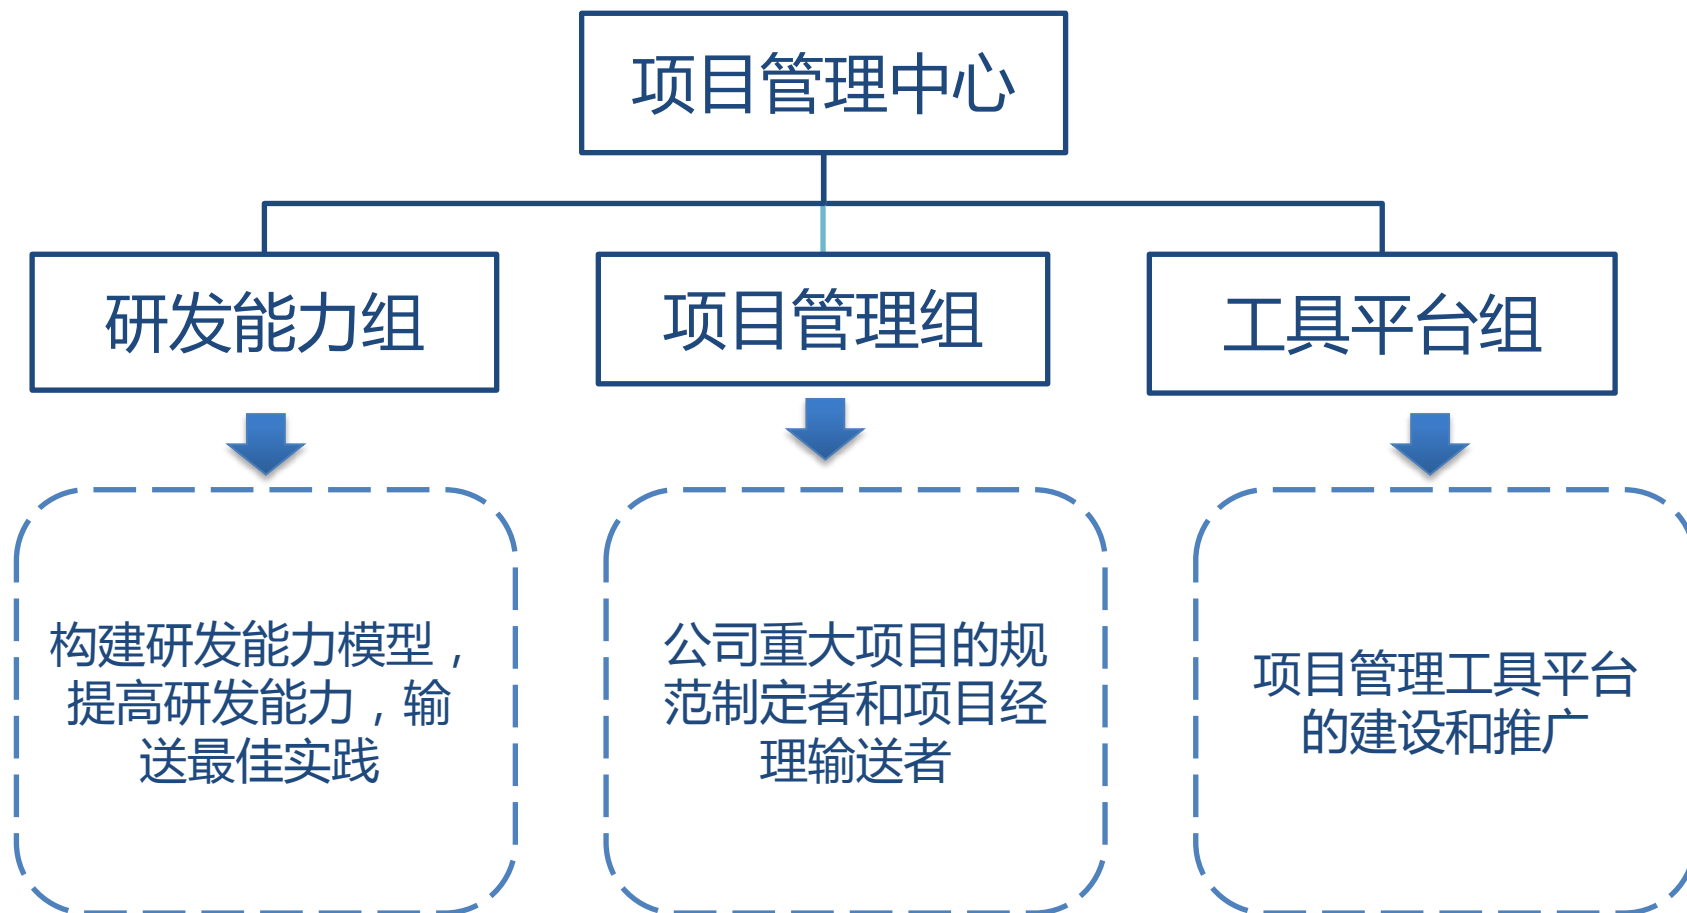 项目管理中心
研发能力组
项目管理组
工具平台组
构建研发能力模型，
提高研发能力，输
送最佳实践
公司重大项目的规
范制定者和项目经
理输送者
项目管理工具平台
的建设和推广